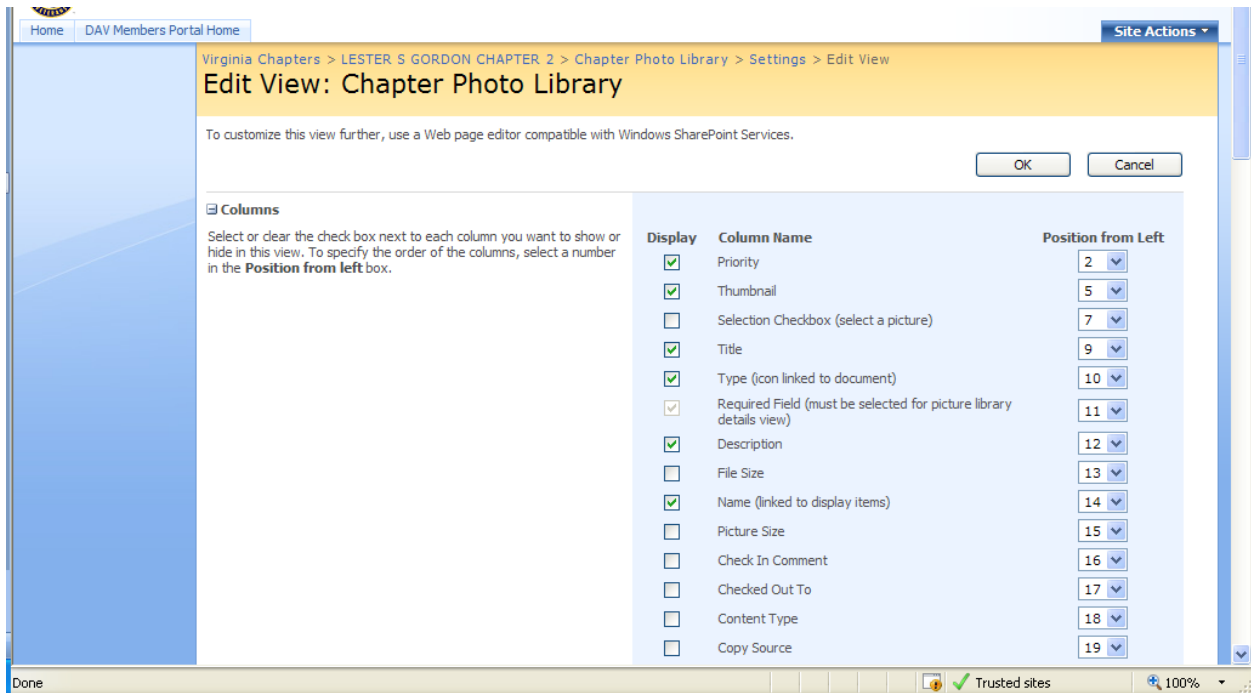 Home DAV Members Portal Home Site Actions
Virginia Chapters > LESTER S GORDON CHAPTER 2 > Chapter Photo Library > Settings > Edit View
Edit View: Chapter Photo Library
To customize this view further, use a Web page editor compatible with Windows SharePoint Services.
OK Cancel
Columns
Select or clear the check box next to each column you want to show or
hide in this view. To specify the order of the columns, select a number
in the Position from left box.
Display Column Name Position from Left
Priority 2
Thumbnail 5
Selection Checkbox (select a picture) 7
Title 9
Type (icon linked to document) 10
Required Field (must be selected for picture library
details view) 11
Description 12
File Size 13
Name (linked to display items) 14
Picture Size 15
Check In Comment 16
Checked Out To 17
Content Type 18
Copy Source 19
Done Trusted sites 100%